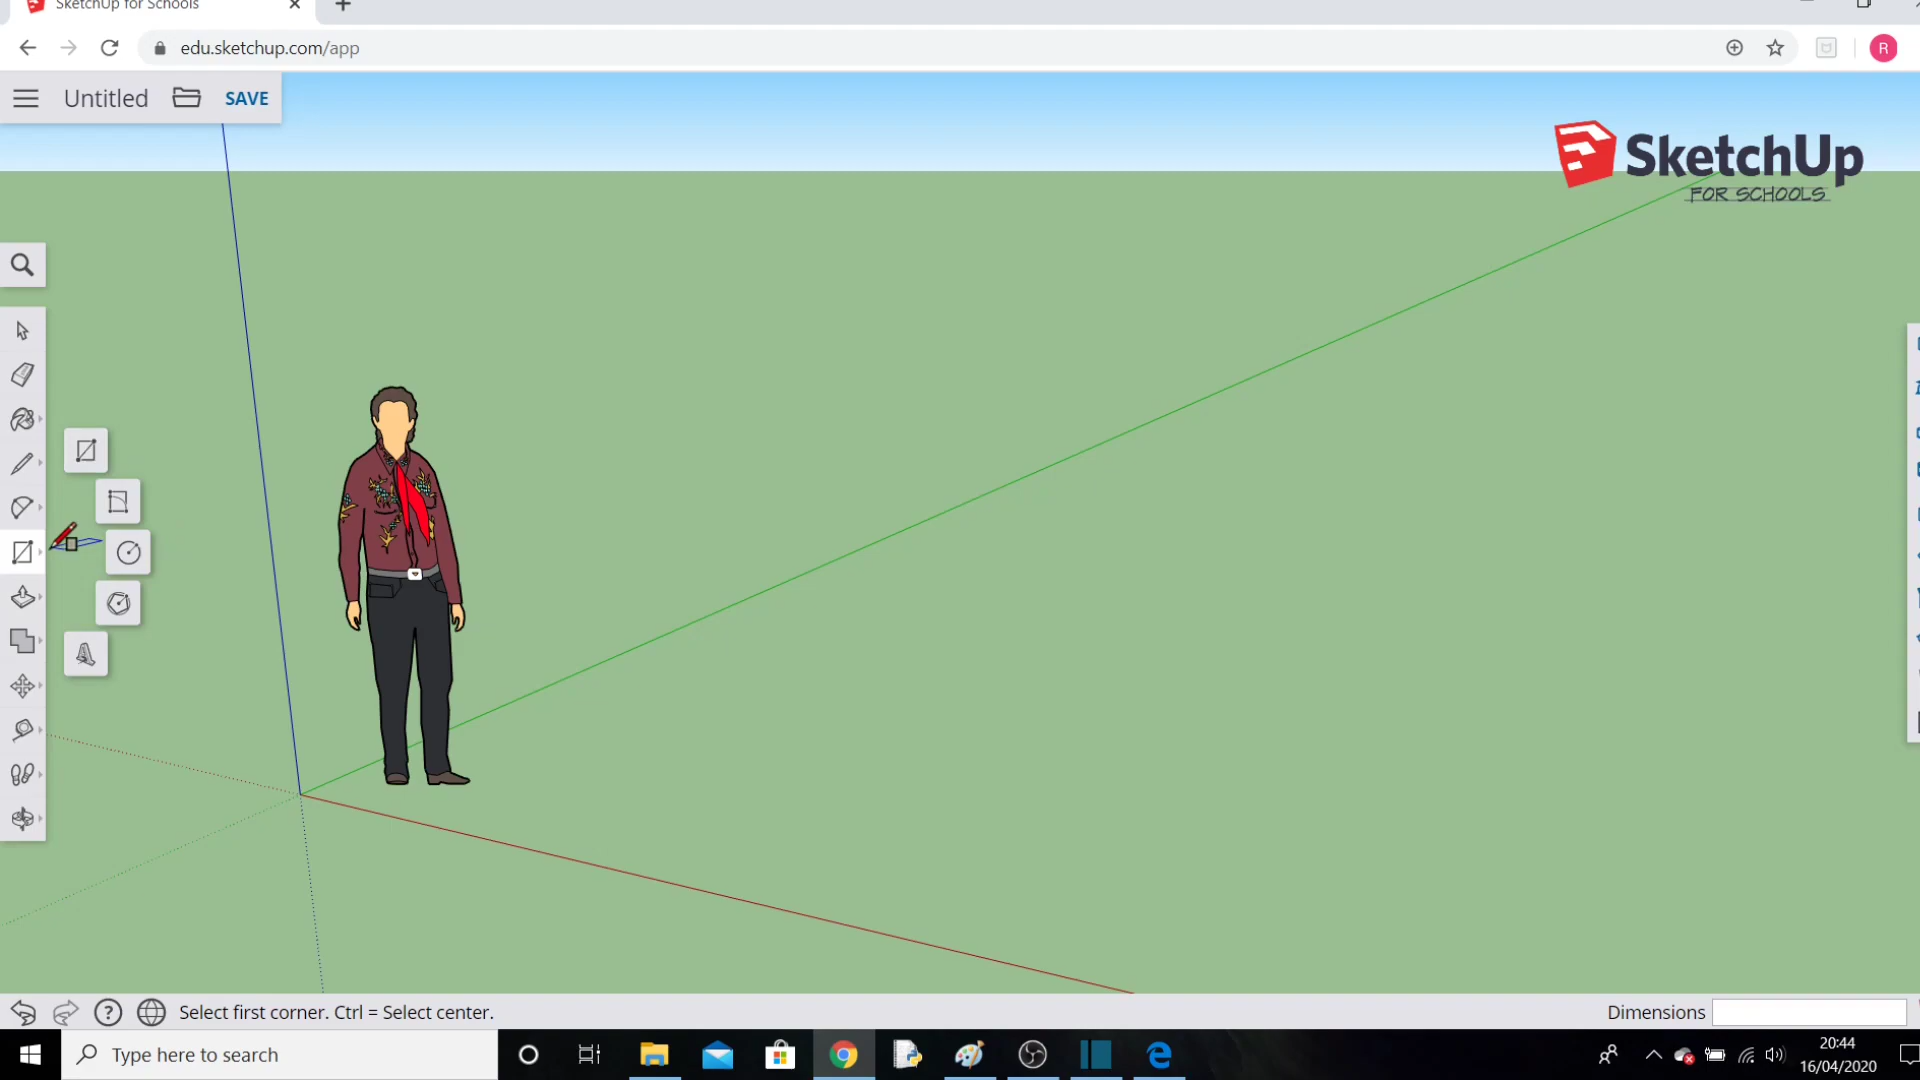 SketchUp for Schools
edu.sketchup.com/app
R
Untitled SAVE
SketchUp
FOR SCHOOLS
Select first corner. Ctrl = Select center.
Dimensions
Type here to search
20:44
16/04/2020